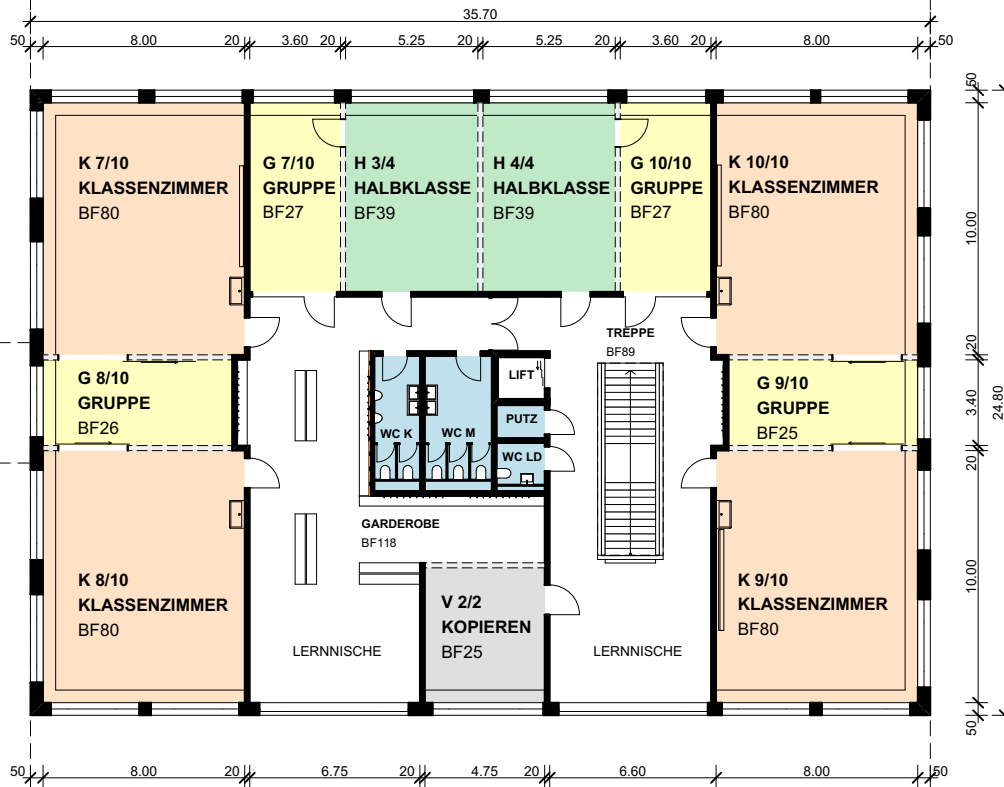 35.70
50 8.00 20 3.60 20 5.25 20 5.25 20 3.60 20 8.00 50
50
K 7/10
KLASSENZIMMER
BF80
G 7/10
GRUPPE
BF27
H 3/4
HALBKLASSE
BF39
H 4/4
HALBKLASSE
BF39
G 10/10
GRUPPE
BF27
K 10/10
KLASSENZIMMER
BF80
10.00
TREPPE
BF89
20
G 8/10
GRUPPE
BF26
LIFT
PUTZ
WC K
WC M
WC LD
G 9/10
GRUPPE
BF25
3.40
24.80
20
GARDEROBE
BF118
K 8/10
KLASSENZIMMER
BF80
V 2/2
KOPIEREN
BF25
LERNNISCHE
LERNNISCHE
K 9/10
KLASSENZIMMER
BF80
10.00
50
50 8.00 20 6.75 20 4.75 20 6.60 8.00 50